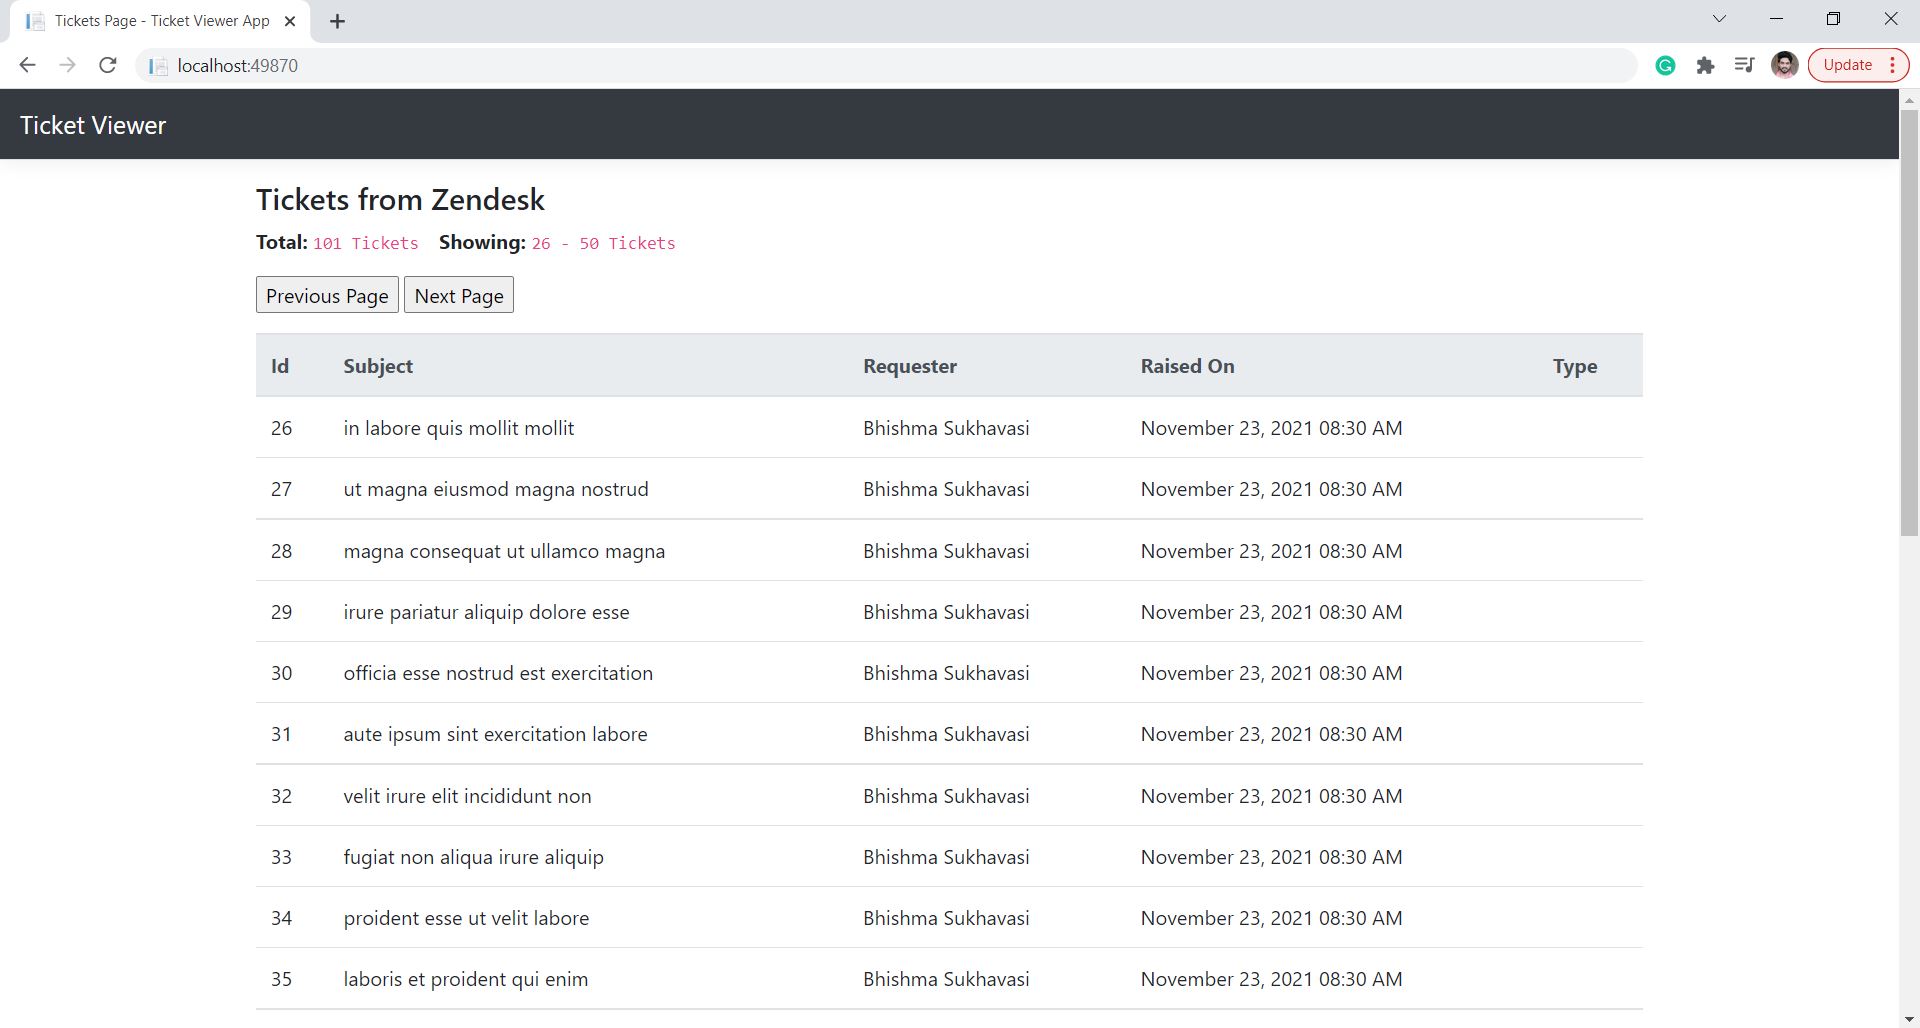 Tickets Page - Ticket Viewer App
localhost:49870
Update
Ticket Viewer
Tickets from Zendesk
Total: 101 Tickets Showing: 26 - 50 Tickets
Previous Page Next Page
Id Subject Requester Raised On Type
26 in labore quis mollit mollit Bhishma Sukhavasi November 23, 2021 08:30 AM
27 ut magna eiusmod magna nostrud Bhishma Sukhavasi November 23, 2021 08:30 AM
28 magna consequat ut ullamco magna Bhishma Sukhavasi November 23, 2021 08:30 AM
29 irure pariatur aliquip dolore esse Bhishma Sukhavasi November 23, 2021 08:30 AM
30 officia esse nostrud est exercitation Bhishma Sukhavasi November 23, 2021 08:30 AM
31 aute ipsum sint exercitation labore Bhishma Sukhavasi November 23, 2021 08:30 AM
32 velit irure elit incididunt non Bhishma Sukhavasi November 23, 2021 08:30 AM
33 fugiat non aliqua irure aliquip Bhishma Sukhavasi November 23, 2021 08:30 AM
34 proident esse ut velit labore Bhishma Sukhavasi November 23, 2021 08:30 AM
35 laboris et proident qui enim Bhishma Sukhavasi November 23, 2021 08:30 AM